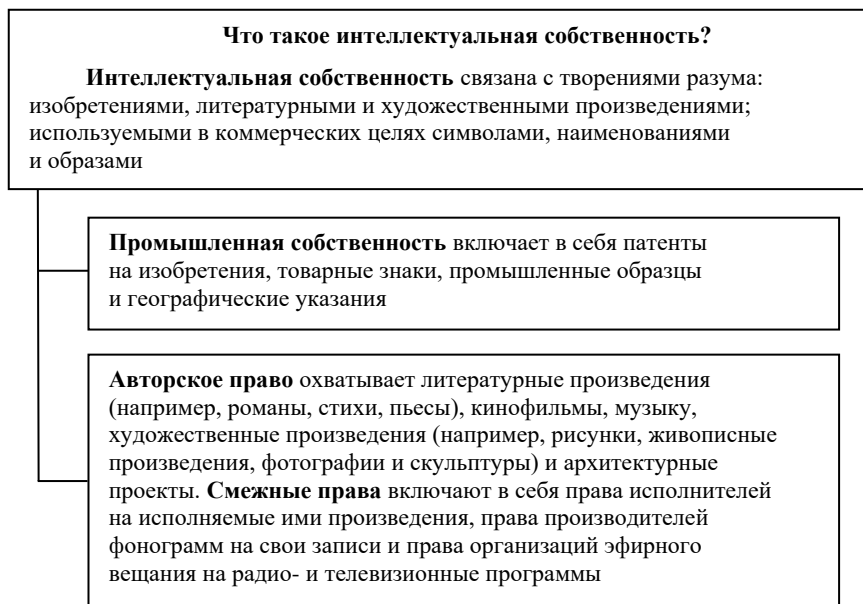 Что такое интеллектуальная собственность?
Интеллектуальная собственность связана с творениями разума:
изобретениями, литературными и художественными произведениями;
используемыми в коммерческих целях символами, наименованиями
и образами
Промышленная собственность включает в себя патенты
на изобретения, товарные знаки, промышленные образцы
и географические указания
Авторское право охватывает литературные произведения
(например, романы, стихи, пьесы), кинофильмы, музыку,
художественные произведения (например, рисунки, живописные
произведения, фотографии и скульптуры) и архитектурные
проекты. Смежные права включают в себя права исполнителей
на исполняемые ими произведения, права производителей
фонограмм на свои записи и права организаций эфирного
вещания на радио- и телевизионные программы